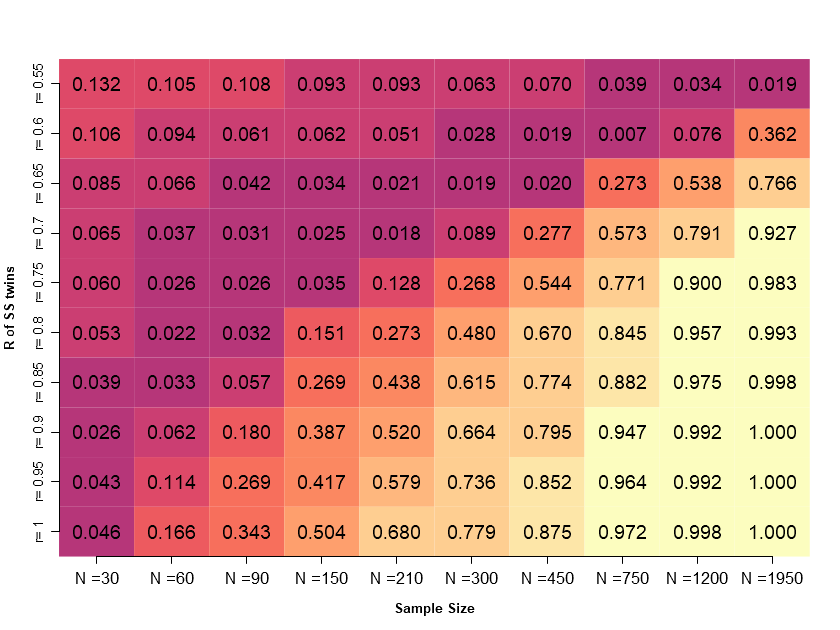 r= 0.55 0.132 0.105 0.108 0.093 0.093 0.063 0.070 0.039 0.034 0.019
r= 0.6 0.106 0.094 0.061 0.062 0.051 0.028 0.019 0.007 0.076 0.362
r= 0.65 0.085 0.066 0.042 0.034 0.021 0.019 0.020 0.273 0.538 0.766
r= 0.7 0.065 0.037 0.031 0.025 0.018 0.089 0.277 0.573 0.791 0.927
r= 0.75 0.060 0.026 0.026 0.035 0.128 0.268 0.544 0.771 0.900 0.983
r= 0.8 0.053 0.022 0.032 0.151 0.273 0.480 0.670 0.845 0.957 0.993
r= 0.85 0.039 0.033 0.057 0.269 0.438 0.615 0.774 0.882 0.975 0.998
r= 0.9 0.026 0.062 0.180 0.387 0.520 0.664 0.795 0.947 0.992 1.000
r= 0.95 0.043 0.114 0.269 0.417 0.579 0.736 0.852 0.964 0.992 1.000
r= 1 0.046 0.166 0.343 0.504 0.680 0.779 0.875 0.972 0.998 1.000
N =30 N =60 N =90 N =150 N =210 N =300 N =450 N =750 N =1200 N =1950
Sample Size
R of SS twins